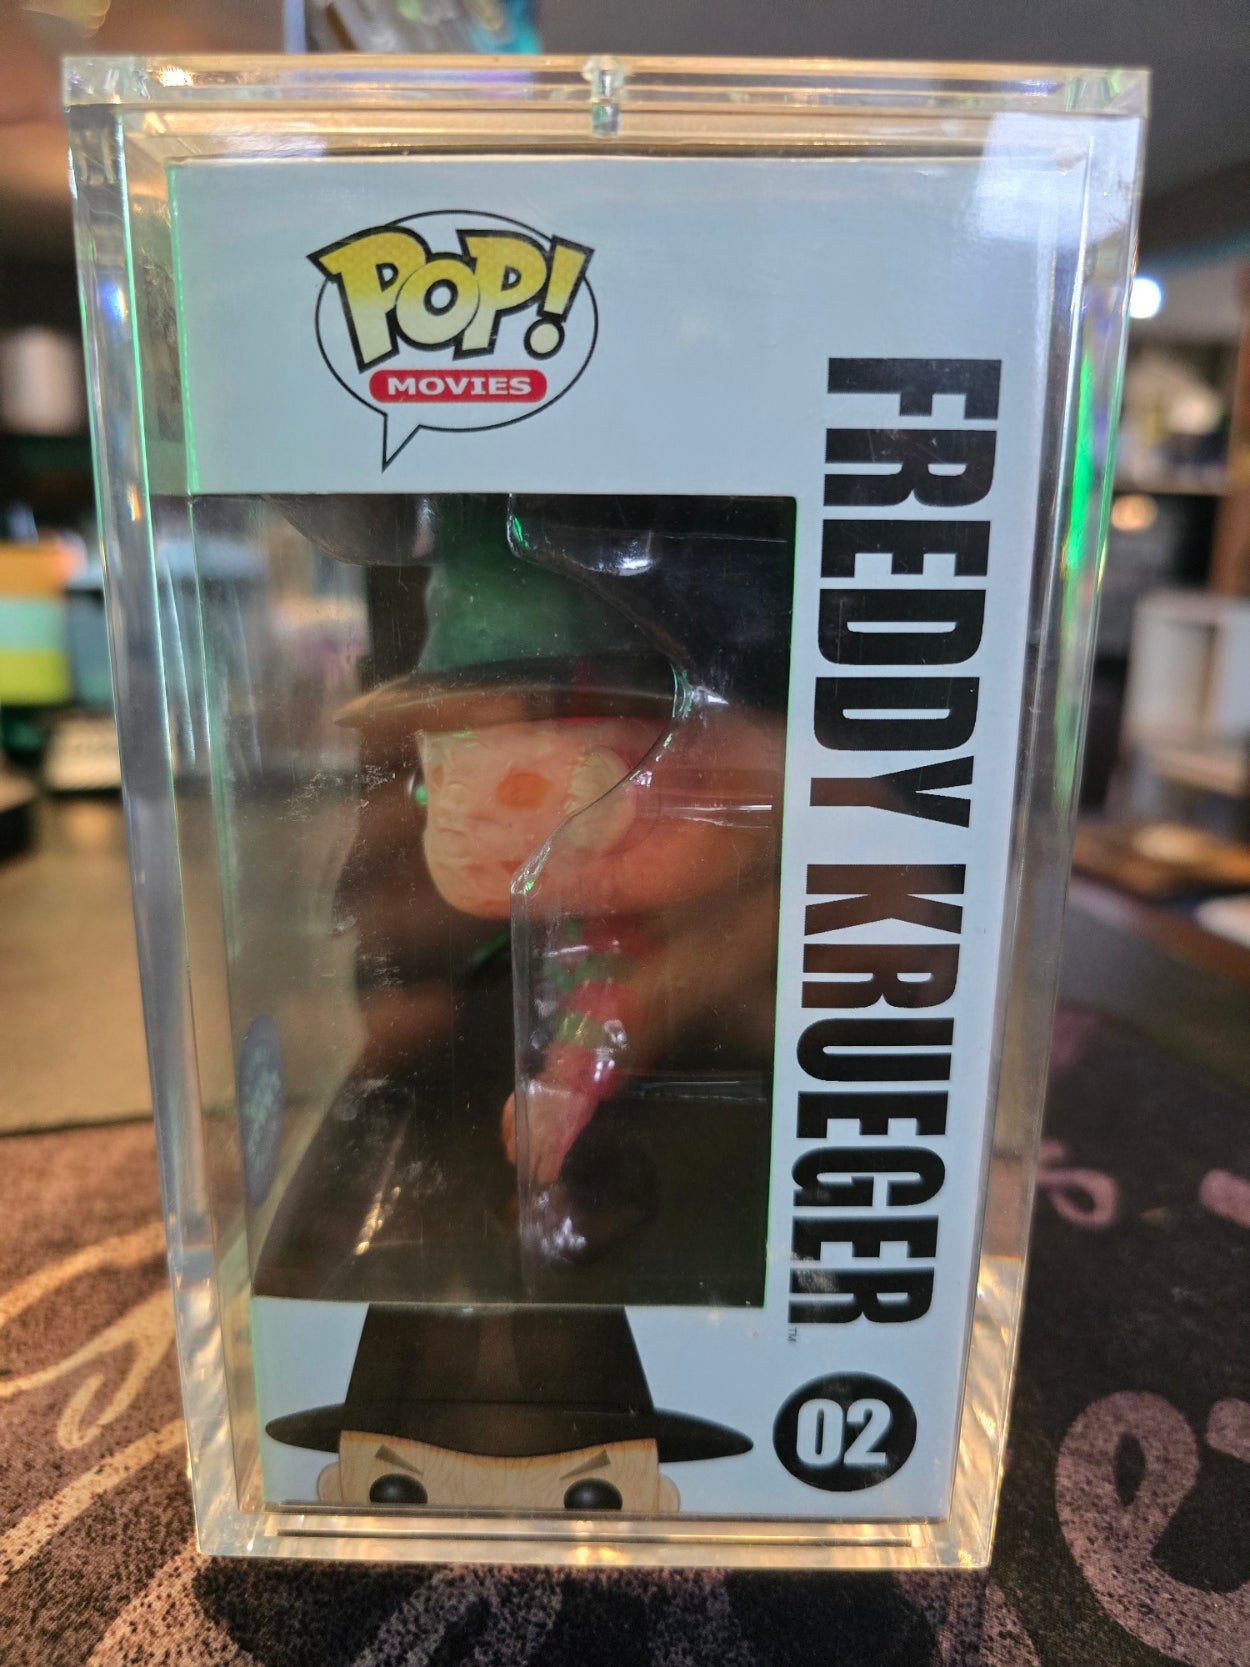 POP!
MOVIES
FREDDY KRUEGER™
02